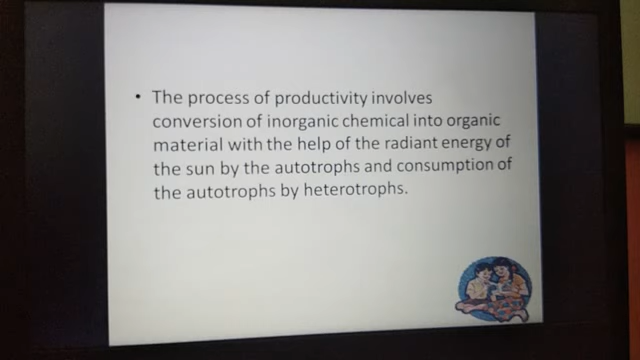 • The process of productivity involves
conversion of inorganic chemical into organic
material with the help of the radiant energy of
the sun by the autotrophs and consumption of
the autotrophs by heterotrophs.